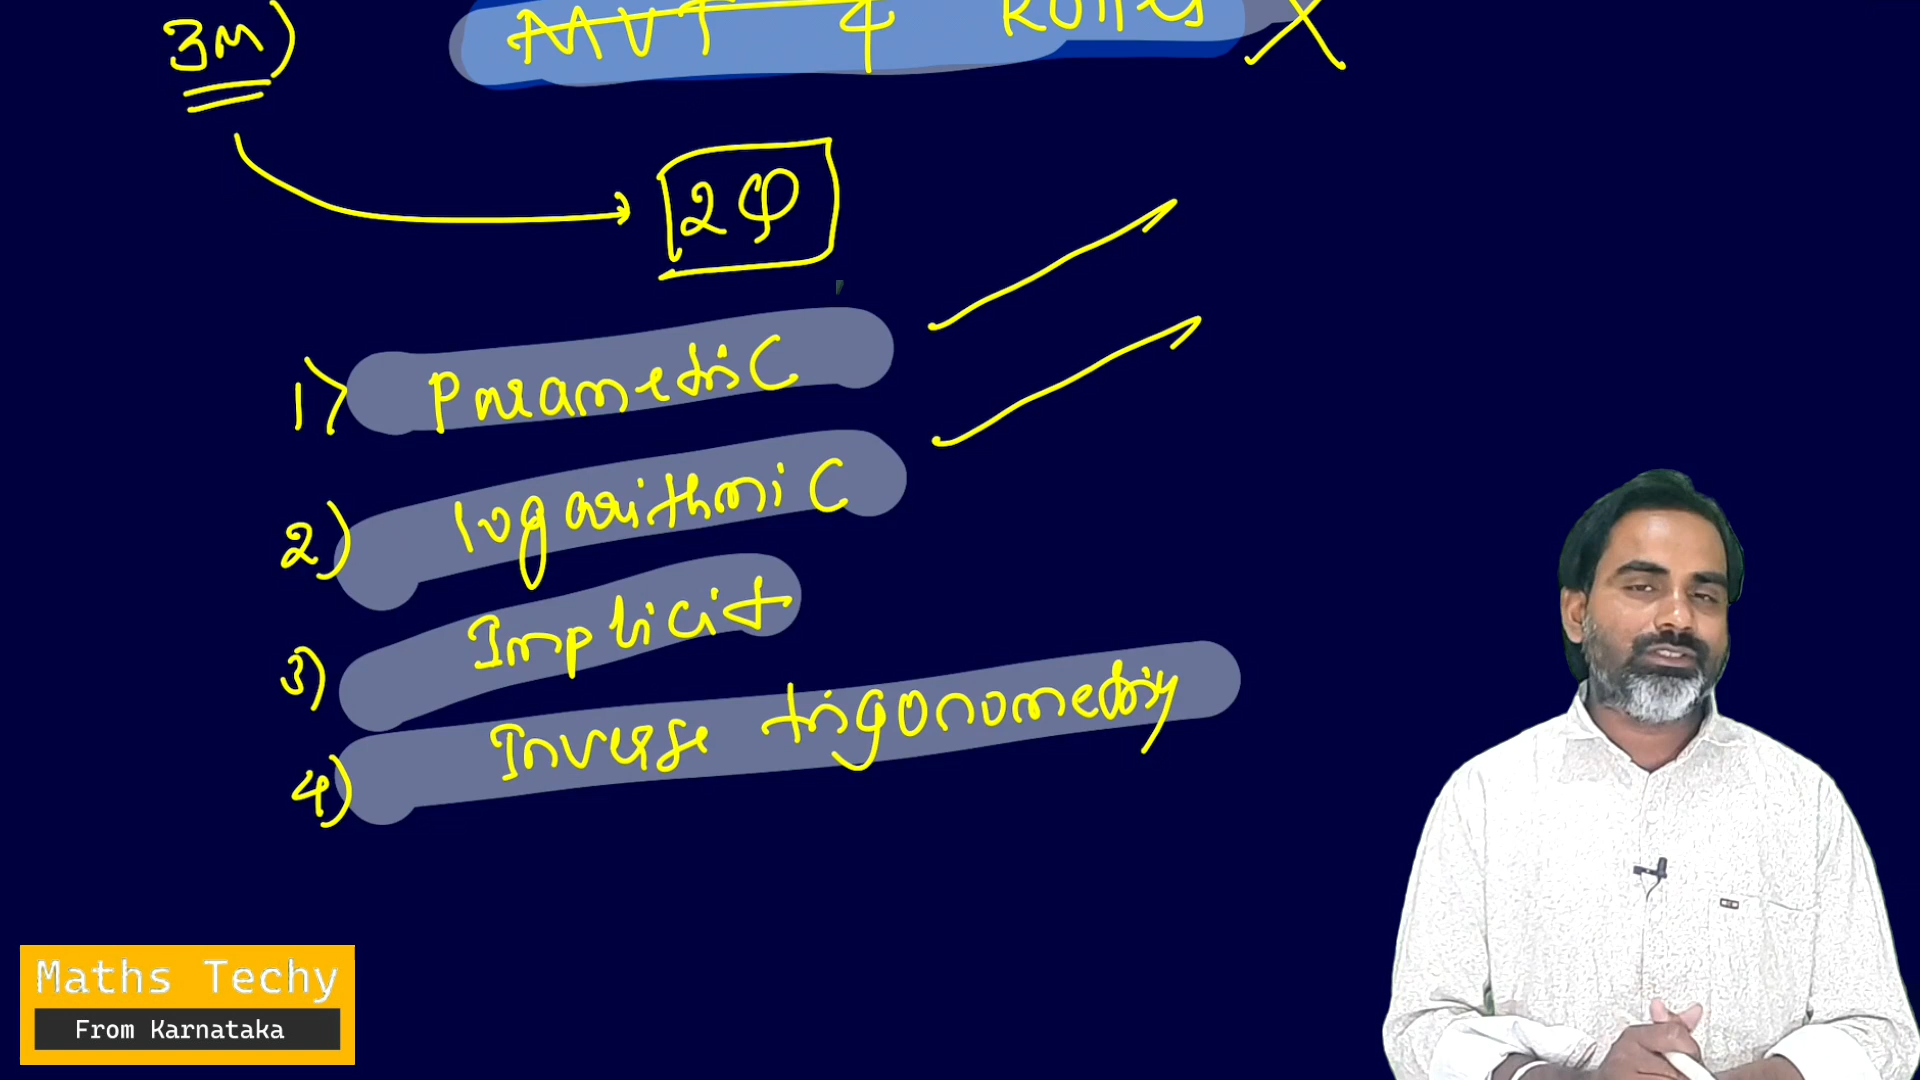 3M)
MVT & Rolle's X
2Q
1) Parametric
2) logarithmic
3) Implicit
4) Inverse trigonometry
Maths Techy
From Karnataka